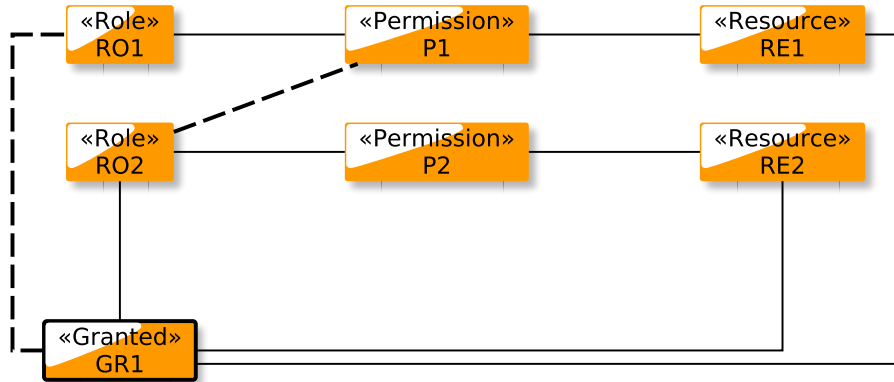 «Role»
RO1
«Permission»
P1
«Resource»
RE1
«Role»
RO2
«Permission»
P2
«Resource»
RE2
«Granted»
GR1